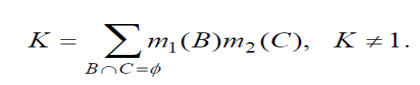 K = ∑ m₁(B)m₂(C), K ≠ 1.
B∩C=ϕ